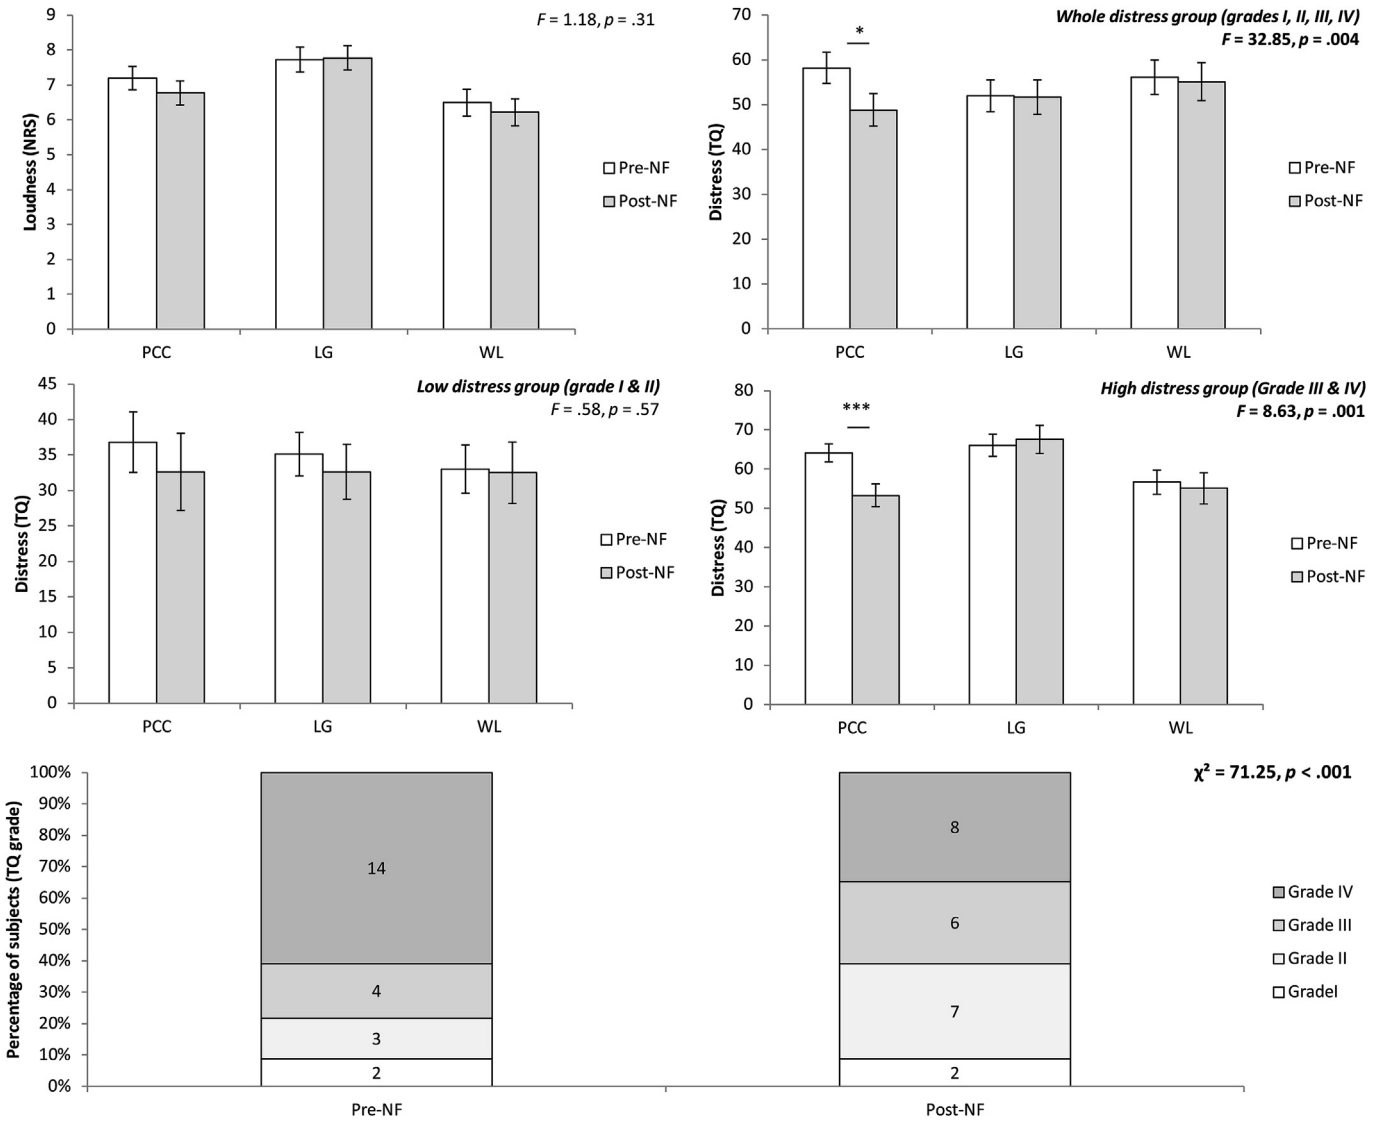 F = 1.18, p = .31
Loudness (NRS)
9
8
7
6
5
4
3
2
1
0
PCC
LG
WL
Pre-NF
Post-NF
Whole distress group (grades I, II, III, IV)
F = 32.85, p = .004
*
Distress (TQ)
70
60
50
40
30
20
10
0
PCC
LG
WL
Pre-NF
Post-NF
Low distress group (grade I & II)
F = .58, p = .57
Distress (TQ)
45
40
35
30
25
20
15
10
5
0
PCC
LG
WL
Pre-NF
Post-NF
High distress group (Grade III & IV)
F = 8.63, p = .001
***
Distress (TQ)
80
70
60
50
40
30
20
10
0
PCC
LG
WL
Pre-NF
Post-NF
χ² = 71.25, p < .001
Percentage of subjects (TQ grade)
100%
90%
80%
70%
60%
50%
40%
30%
20%
10%
0%
14
4
3
2
8
6
7
2
Pre-NF
Post-NF
Grade IV
Grade III
Grade II
GradeI